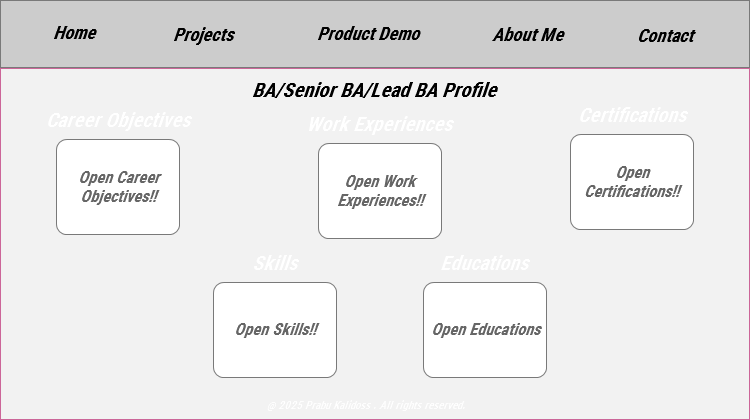 Home Projects Product Demo About Me Contact
BA/Senior BA/Lead BA Profile
Career Objectives Work Experiences Certifications
Open Career
Objectives!!
Open Work
Experiences!!
Open
Certifications!!
Skills Educations
Open Skills!! Open Educations
@ 2025 Prabu Kalidass . All rights reserved.